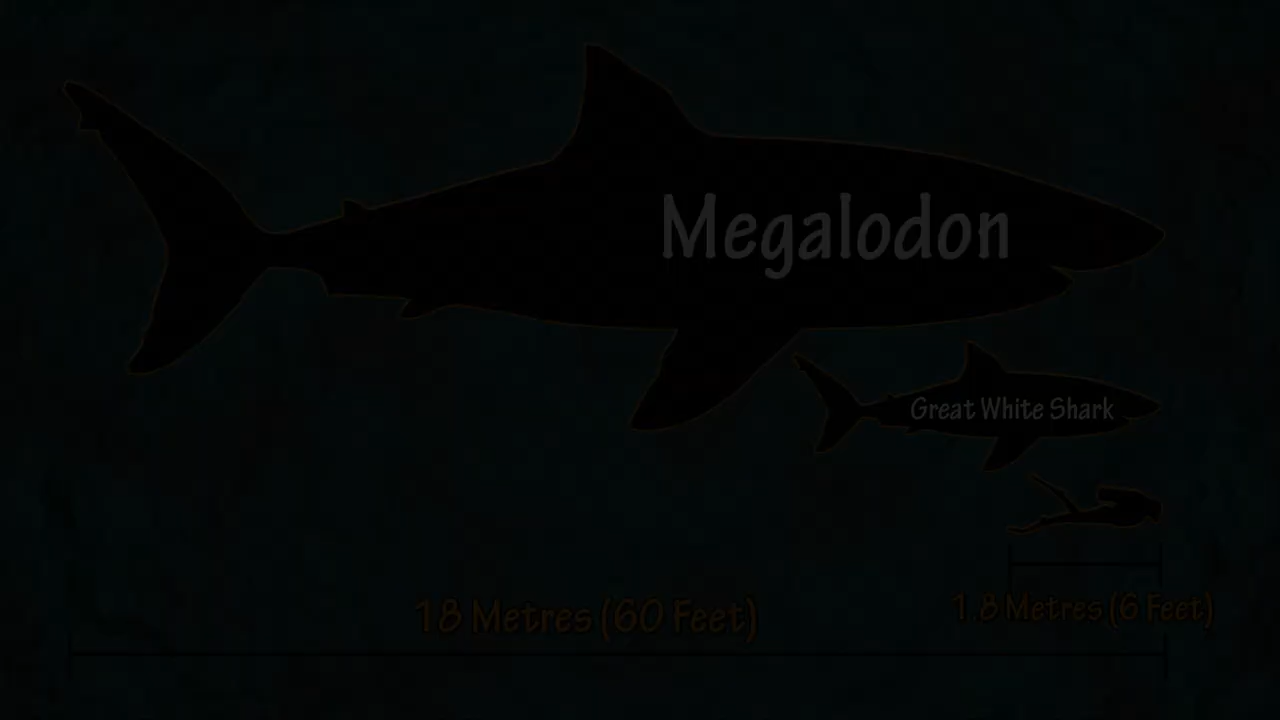 Megalodon
Great White Shark
18 Metres (60 Feet)
1.8 Metres (6 Feet)